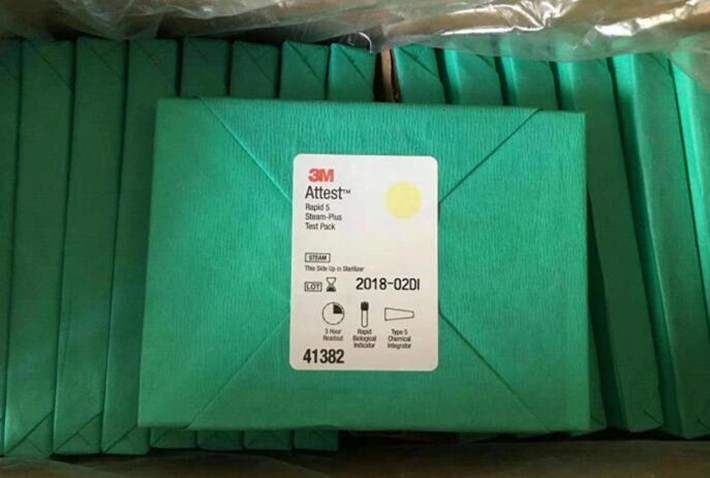 3M
Attest™
Rapid 5
Steam-Plus
Test Pack
STEAM
This Side Up in Sterilizer
LOT 2018-02DI
3 Hour Readout
Rapid Biological Indicator
Type 5 Chemical Integrator
41382